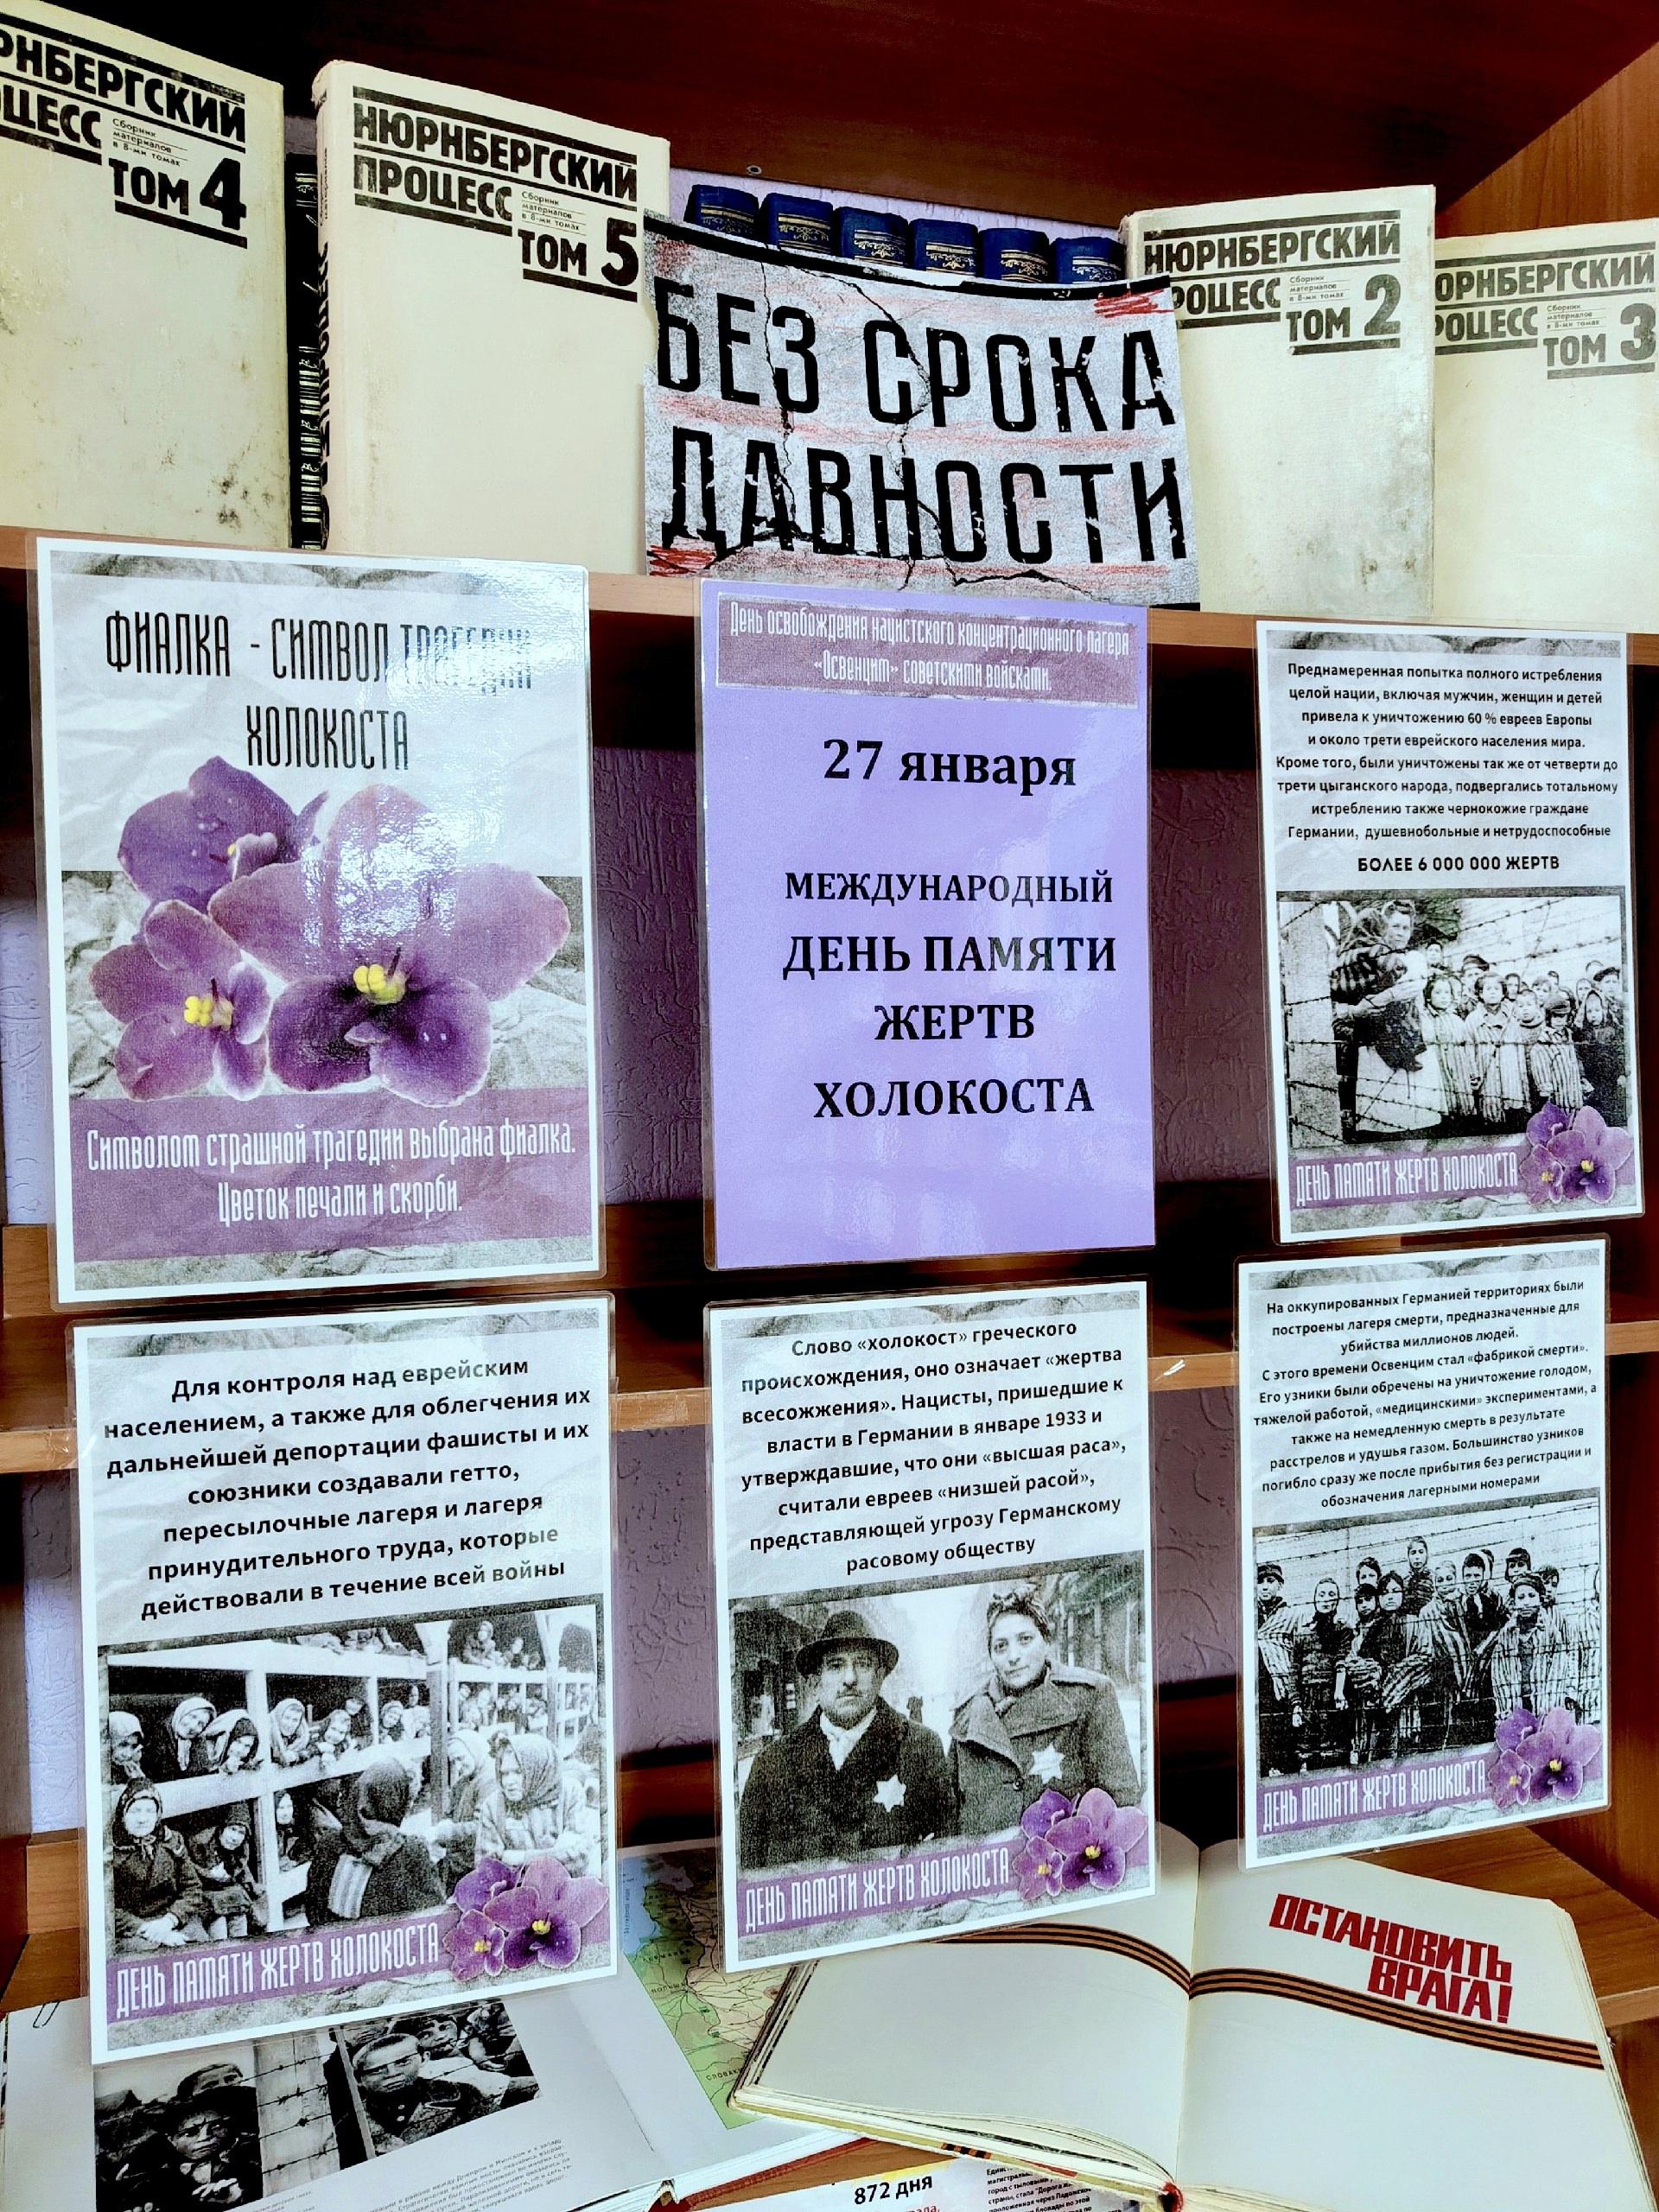 НЮРНБЕРГСКИЙ
ПРОЦЕСС
Сборник
материалов
в 8-ми томах
ТОМ 5
БЕЗ СРОКА
ДАВНОСТИ
РНБЕРГСКИЙ
ЦЕСС
Сборник
материалов
в 8-ми томах
ТОМ 4
НЮРНБЕРГСКИЙ
РОЦЕСС
Сборник
материалов
в 8-ми томах
ТОМ 2
ЮРНБЕРГСКИЙ
РОЦЕСС
Сборник
материалов
в 8-ми томах
ТОМ 3
ФИАЛКА - СИМВОЛ ТРАГЕДИИ
ХОЛОКОСТА
Символом страшной трагедии выбрана фиалка.
Цветок печали и скорби.
День освобождения нацистского концентрационного лагеря
«Освенцим» советскими войсками.
27 января
МЕЖДУНАРОДНЫЙ
ДЕНЬ ПАМЯТИ
ЖЕРТВ
ХОЛОКОСТА
Преднамеренная попытка полного истребления
целой нации, включая мужчин, женщин и детей
привела к уничтожению 60 % евреев Европы
и около трети еврейского населения мира.
Кроме того, были уничтожены так же от четверти до
трети цыганского народа, подвергались тотальному
истреблению также чернокожие граждане
Германии, душевнобольные и нетрудоспособные
БОЛЕЕ 6 000 000 ЖЕРТВ
ДЕНЬ ПАМЯТИ ЖЕРТВ ХОЛОКОСТА
Для контроля над еврейским
населением, а также для облегчения их
дальнейшей депортации фашисты и их
союзники создавали гетто,
пересылочные лагеря и лагеря
принудительного труда, которые
действовали в течение всей войны
ДЕНЬ ПАМЯТИ ЖЕРТВ ХОЛОКОСТА
Слово «холокост» греческого
происхождения, оно означает «жертва
всесожжения». Нацисты, пришедшие к
власти в Германии в январе 1933 и
утверждавшие, что они «высшая раса»,
считали евреев «низшей расой»,
представляющей угрозу Германскому
расовому обществу
ДЕНЬ ПАМЯТИ ЖЕРТВ ХОЛОКОСТА
На оккупированных Германией территориях были
построены лагеря смерти, предназначенные для
убийства миллионов людей.
С этого времени Освенцим стал «фабрикой смерти».
Его узники были обречены на уничтожение голодом,
тяжелой работой, «медицинскими» экспериментами, а
также на немедленную смерть в результате
расстрелов и удушья газом. Большинство узников
погибло сразу же после прибытия без регистрации и
обозначения лагерными номерами
ДЕНЬ ПАМЯТИ ЖЕРТВ ХОЛОКОСТА
ОСТАНОВИТЬ
ВРАГА!
872 ДНЯ